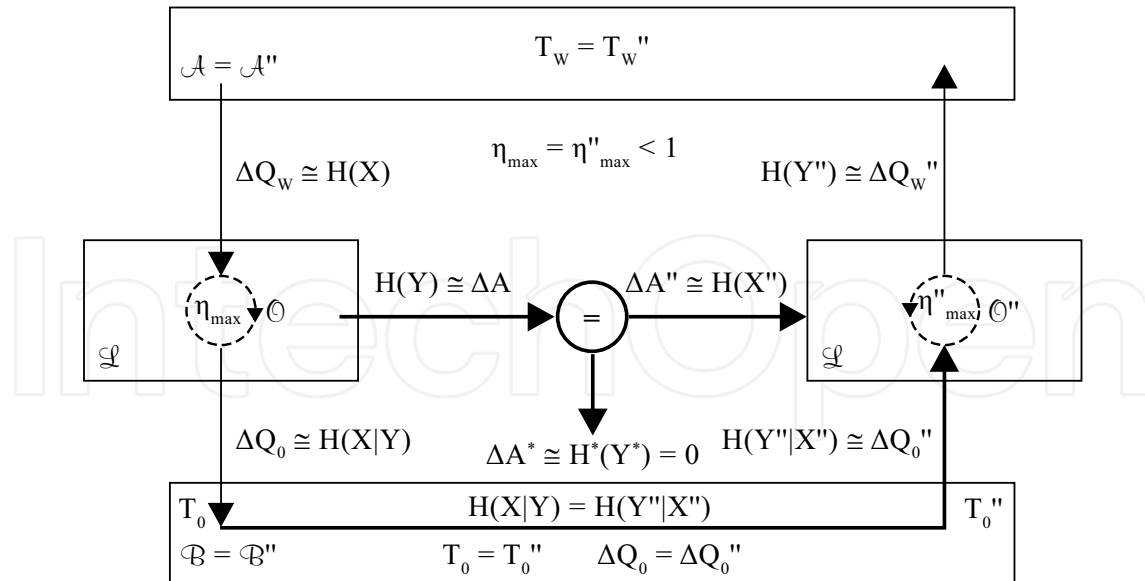 T_W = T_W"
𝒜 = 𝒜"
η_max = η"_max < 1
ΔQ_W ≅ H(X)
H(Y") ≅ ΔQ_W"
H(Y) ≅ ΔA
ΔA" ≅ H(X")
η_max
𝒪
=
η"_max
𝒪"
ℒ
ℒ
IntechOpen
ΔQ_0 ≅ H(X|Y)
ΔA* ≅ H*(Y*) = 0
H(Y"|X") ≅ ΔQ_0"
T_0
H(X|Y) = H(Y"|X")
T_0"
ℬ = ℬ"
T_0 = T_0"
ΔQ_0 = ΔQ_0"